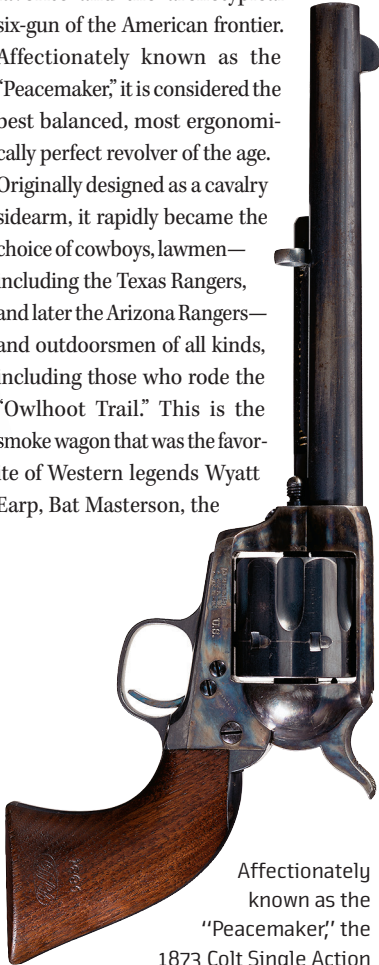 six-gun of the American frontier.
Affectionately known as the
“Peacemaker,” it is considered the
best balanced, most ergonomi-
cally perfect revolver of the age.
Originally designed as a cavalry
sidearm, it rapidly became the
choice of cowboys, lawmen—
including the Texas Rangers,
and later the Arizona Rangers—
and outdoorsmen of all kinds,
including those who rode the
“Owlhoot Trail.” This is the
smoke wagon that was the favor-
ite of Western legends Wyatt
Earp, Bat Masterson, the
U.S.
Affectionately
known as the
“Peacemaker,” the
1873 Colt Single Action